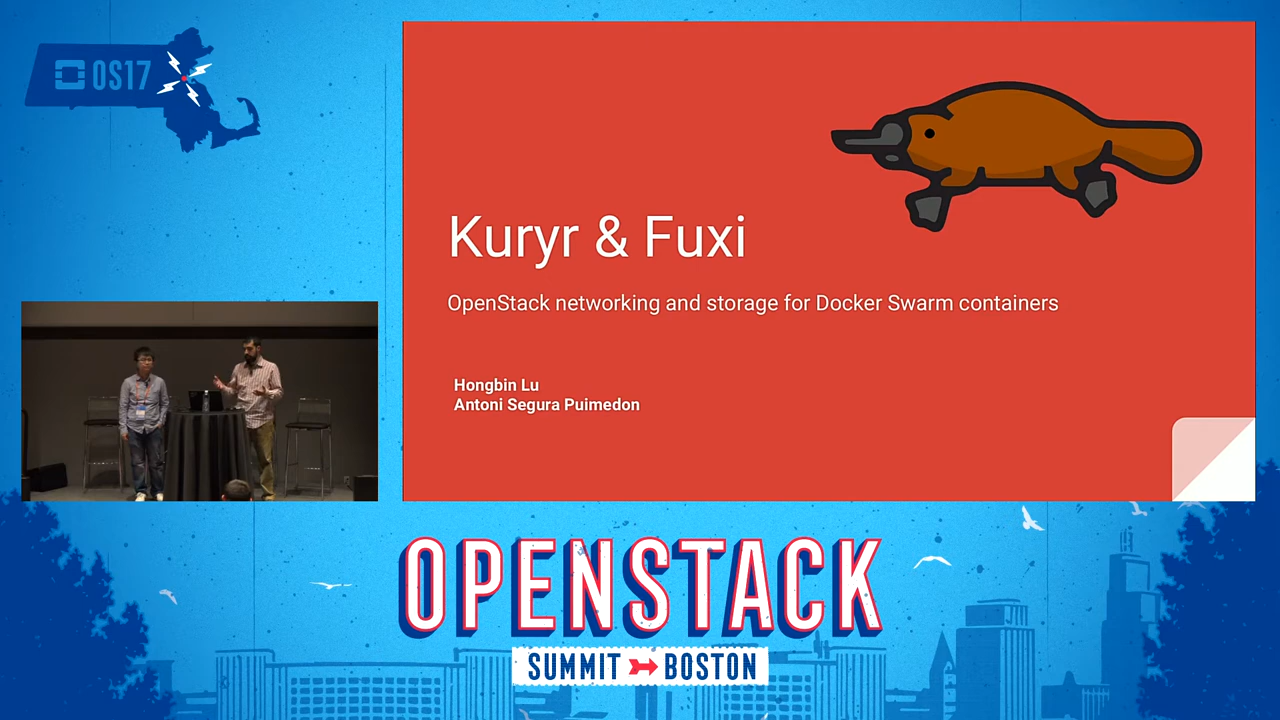 OS17
Kuryr & Fuxi
OpenStack networking and storage for Docker Swarm containers
Hongbin Lu
Antoni Segura Puimedon
OPENSTACK
SUMMIT BOSTON